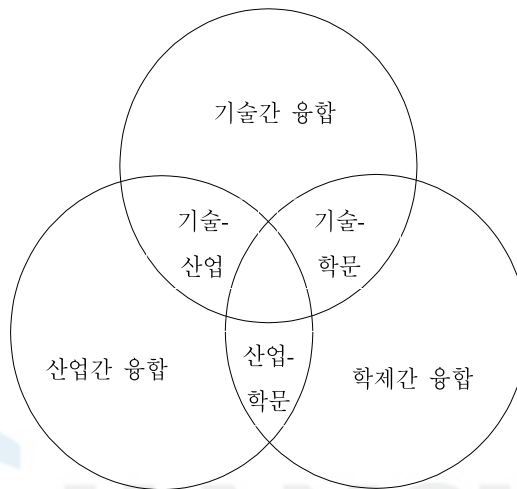 기술간 융합
기술-
산업
기술-
학문
산업간 융합
산업-
학문
학제간 융합